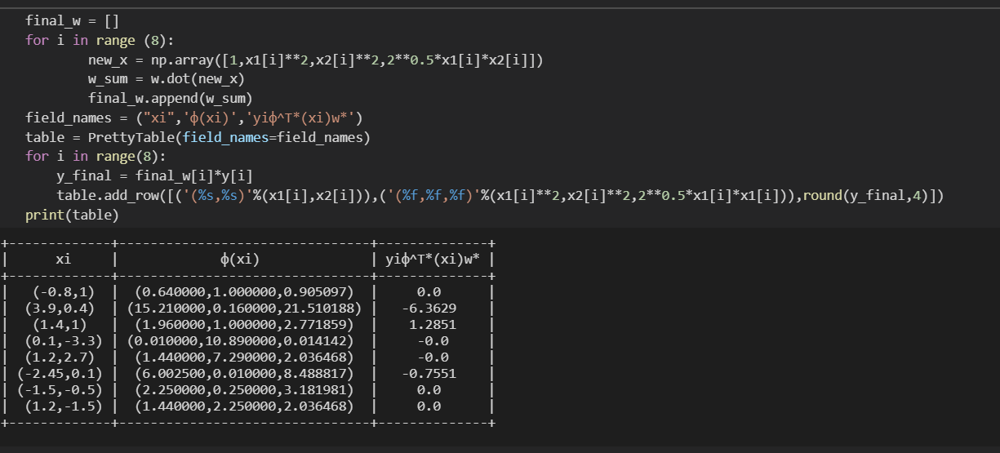 final_w = []
for i in range (8):
        new_x = np.array([1,x1[i]**2,x2[i]**2,2**0.5*x1[i]*x2[i]])
        w_sum = w.dot(new_x)
        final_w.append(w_sum)
field_names = ("xi",'ϕ(xi)','yiϕ^T*(xi)w*')
table = PrettyTable(field_names=field_names)
for i in range(8):
    y_final = final_w[i]*y[i]
    table.add_row([('(%s,%s)'%(x1[i],x2[i])),('(%f,%f,%f)'%(x1[i]**2,x2[i]**2,2**0.5*x1[i]*x1[i])),round(y_final,4)])
print(table)
+-------------+--------------------------------+--------------+
|      xi     |             ϕ(xi)              | yiϕ^T*(xi)w* |
+-------------+--------------------------------+--------------+
|   (-0.8,1)  |  (0.640000,1.000000,0.905097)  |     0.0      |
|  (3.9,0.4)  | (15.210000,0.160000,21.510188) |   -6.3629    |
|   (1.4,1)   |  (1.960000,1.000000,2.771859)  |    1.2851    |
|  (0.1,-3.3) | (0.010000,10.890000,0.014142)  |     -0.0     |
|  (1.2,2.7)  |  (1.440000,7.290000,2.036468)  |     -0.0     |
| (-2.45,0.1) |  (6.002500,0.010000,8.488817)  |   -0.7551    |
| (-1.5,-0.5) |  (2.250000,0.250000,3.181981)  |     0.0      |
|  (1.2,-1.5) |  (1.440000,2.250000,2.036468)  |     0.0      |
+-------------+--------------------------------+--------------+